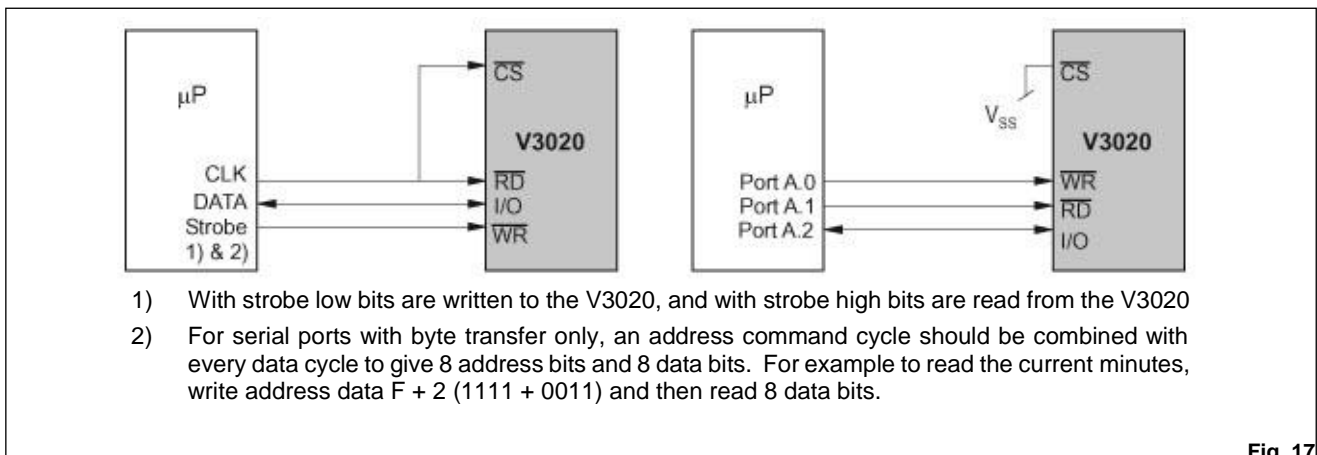 μP
CLK
DATA
Strobe
1) & 2)
CS
V3020
RD
I/O
WR
μP
Port A.0
Port A.1
Port A.2
VSS
CS
V3020
WR
RD
I/O
1) With strobe low bits are written to the V3020, and with strobe high bits are read from the V3020
2) For serial ports with byte transfer only, an address command cycle should be combined with
every data cycle to give 8 address bits and 8 data bits. For example to read the current minutes,
write address data F + 2 (1111 + 0011) and then read 8 data bits.
Fig. 17